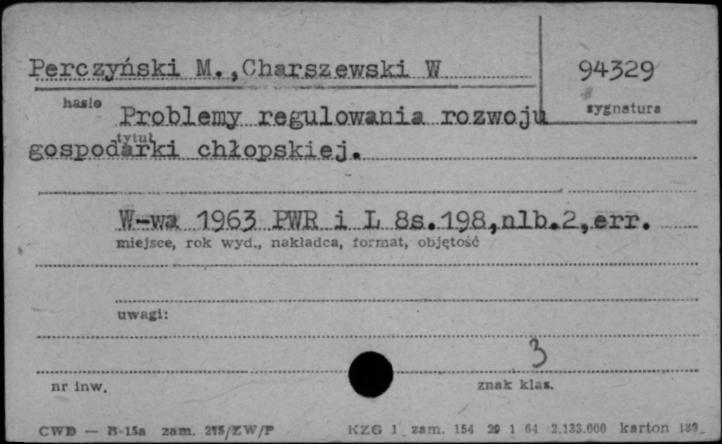 Perczyński M.,Charszewski W 94329
hasło sygnatura
Problemy regulowania rozwoju
tytuł
gospodarki chłopskiej.
W-wa 1963 PWR i L 8s.198,nlb.2,err.
miejsce, rok wyd., nakładca, format, objętość
uwagi:
3
nr inw. znak klas.
CWD — B-15a zam. /ZW/P KZG 1 zam. 154 29 1 64 2.133.000 karton